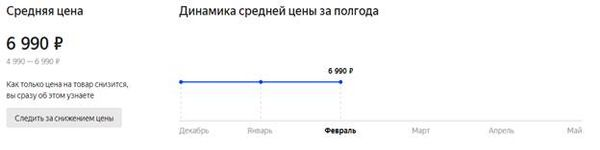 Средняя цена
6 990 ₽
4 990 — 6 990 ₽
Как только цена на товар снизится,
вы сразу об этом узнаете
Следить за снижением цены
Динамика средней цены за полгода
6 990 ₽
Декабрь Январь Февраль Март Апрель Май